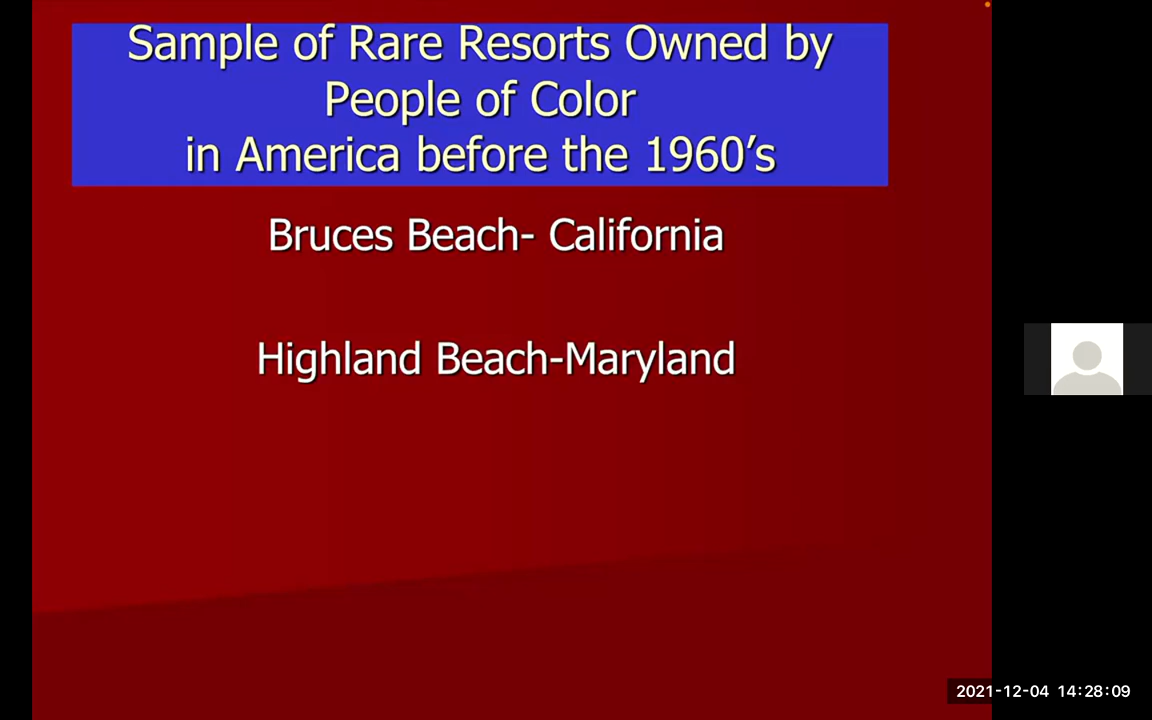 Sample of Rare Resorts Owned by
People of Color
in America before the 1960’s
Bruces Beach- California
Highland Beach-Maryland
2021-12-04 14:28:09